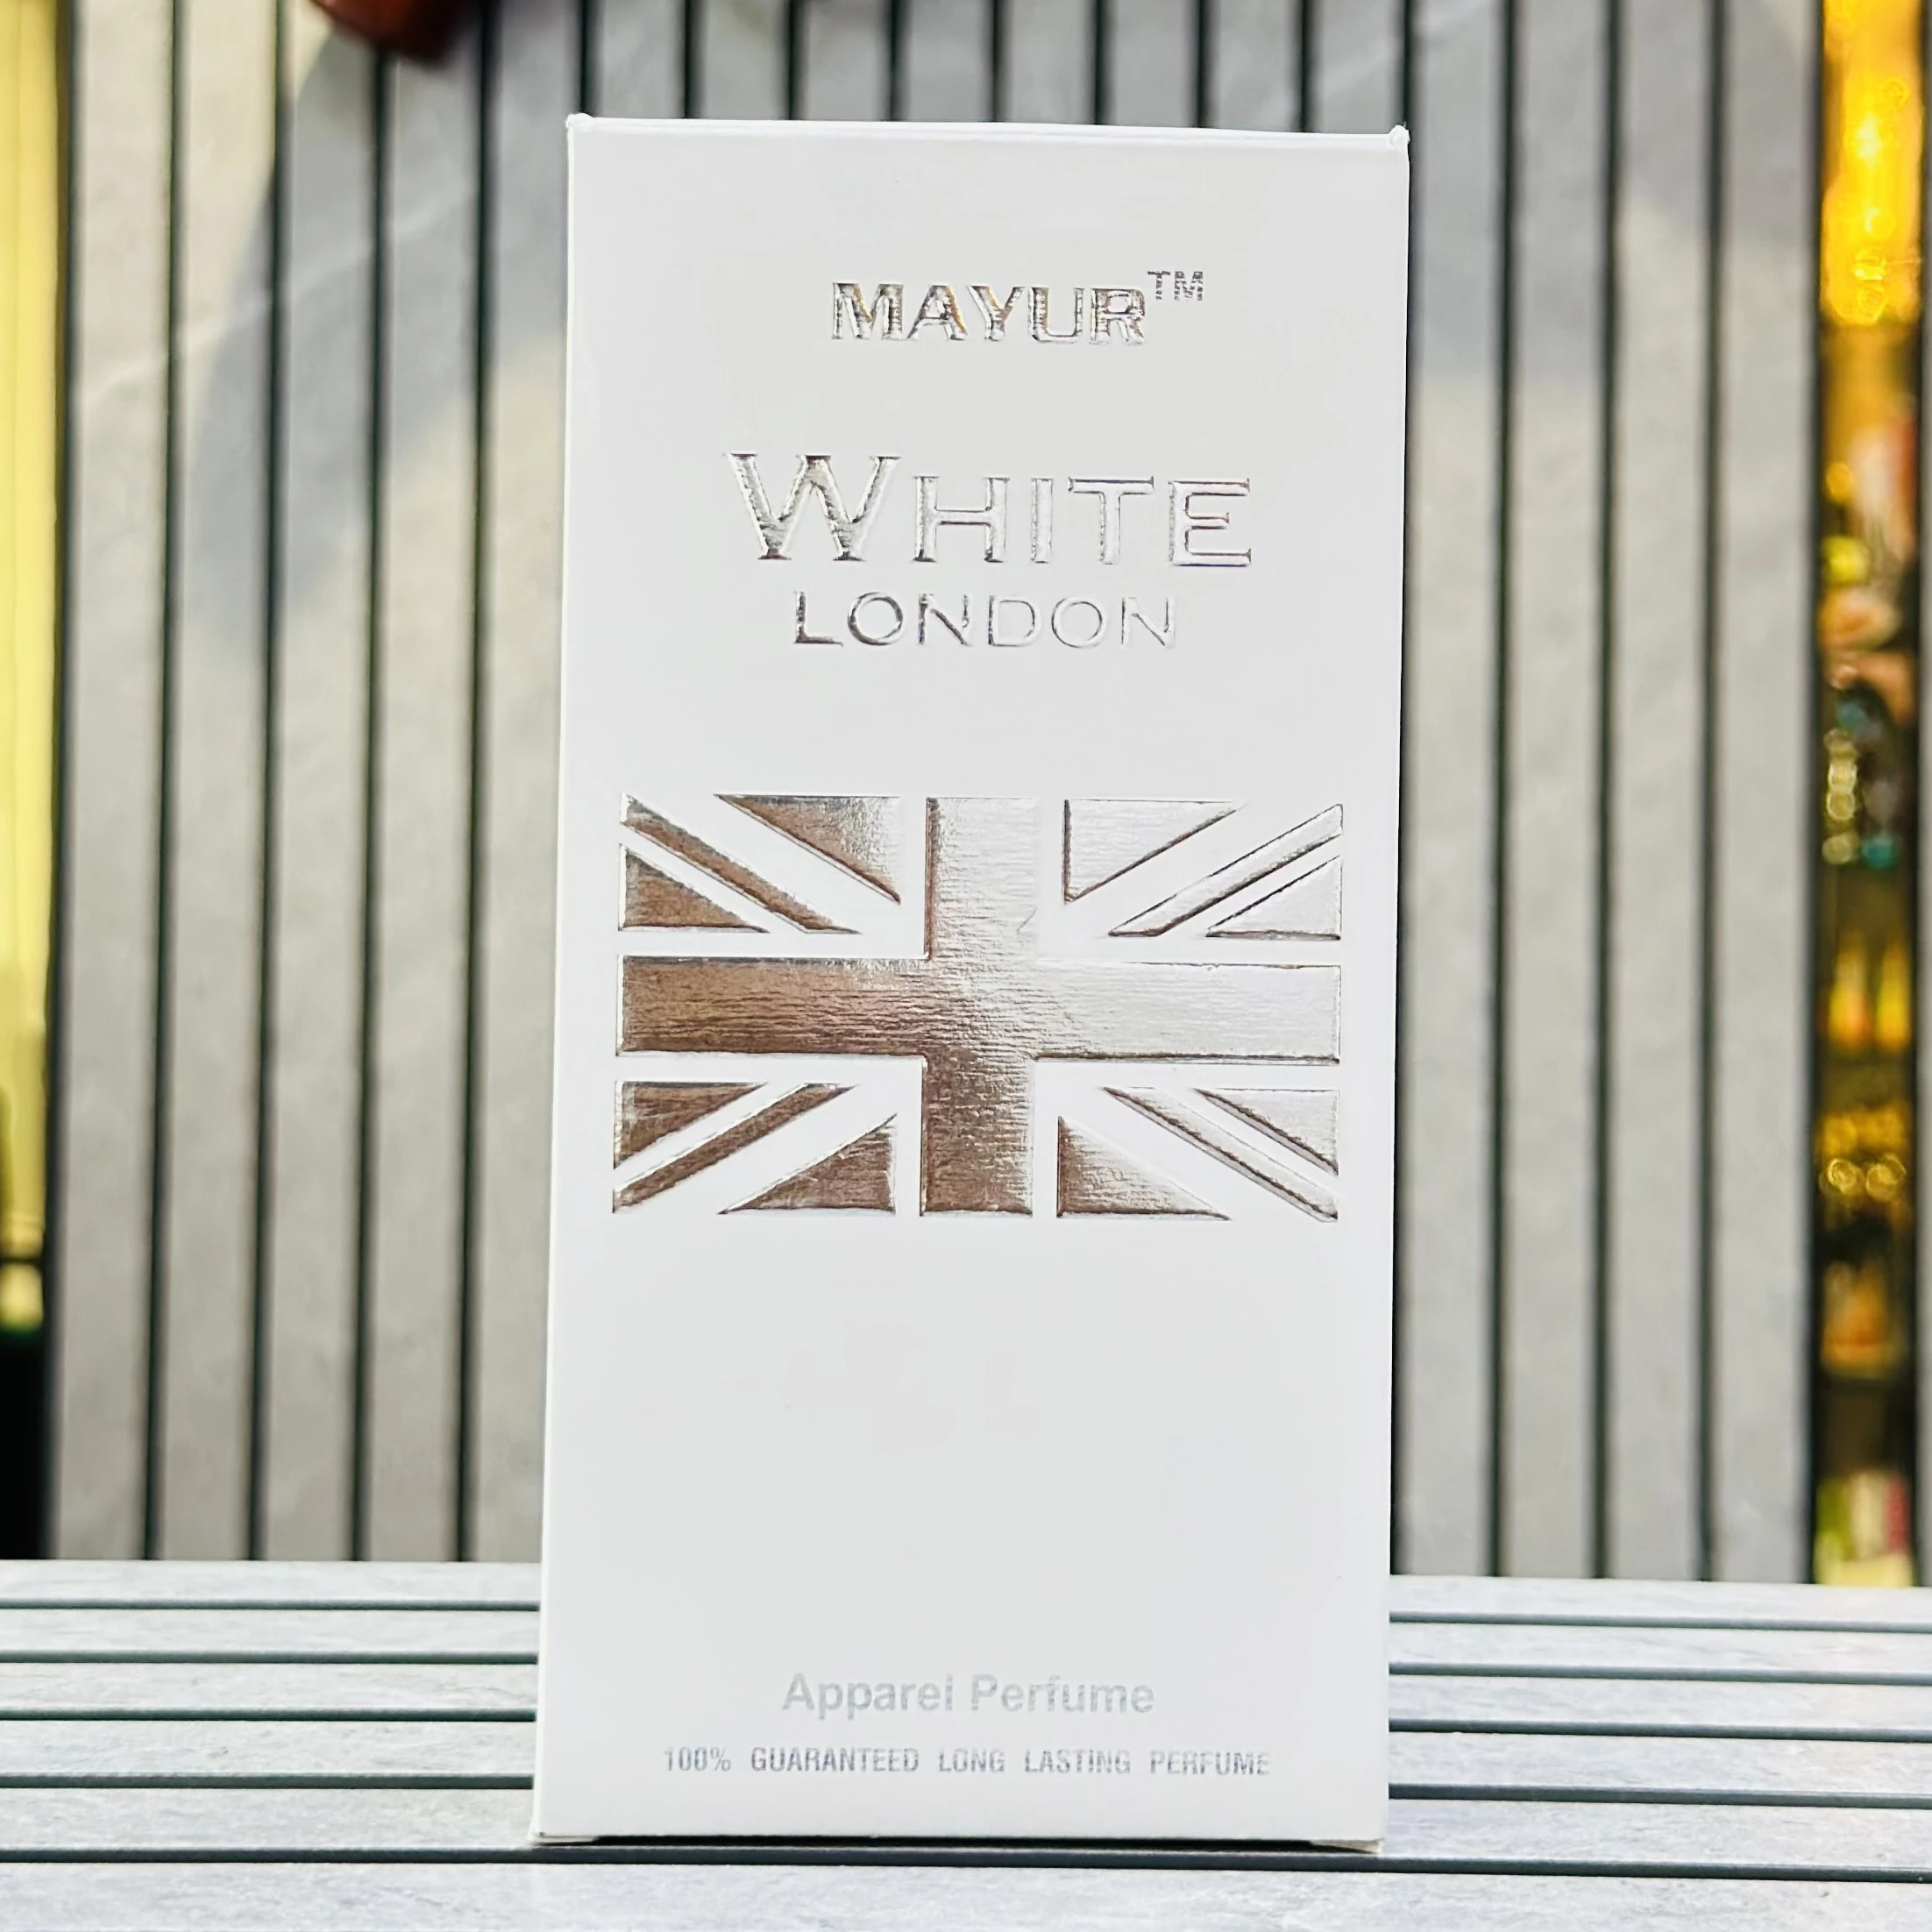 MAYUR™
WHITE
LONDON
Apparel Perfume
100% GUARANTEED LONG LASTING PERFUME